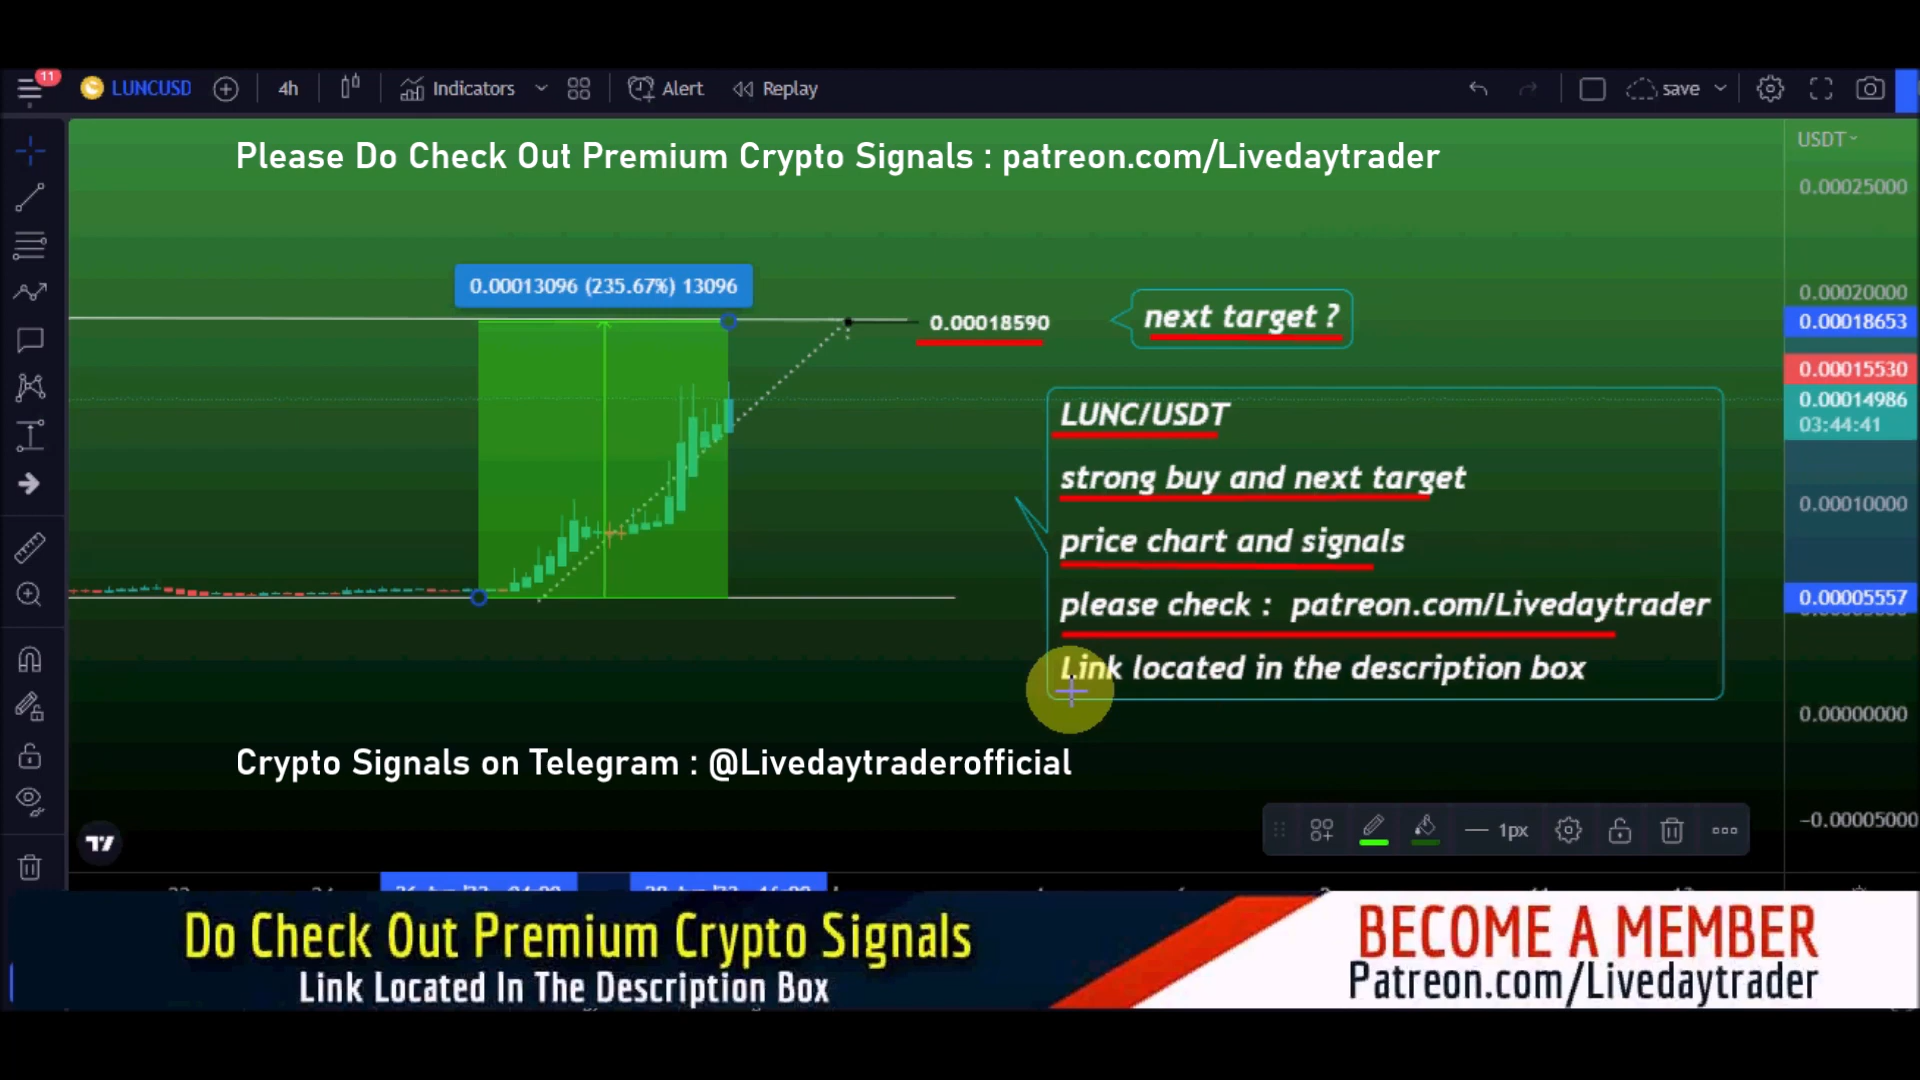 11
LUNCUSD
4h
Indicators
Alert
Replay
save
Please Do Check Out Premium Crypto Signals : patreon.com/Livedaytrader
USDT
0.00025000
0.00013096 (235.67%) 13096
0.00020000
next target ?
0.00018590
0.00018653
0.00015530
0.00014986
03:44:41
LUNC/USDT
strong buy and next target
0.00010000
price chart and signals
please check : patreon.com/Livedaytrader
0.00005557
Link located in the description box
0.00000000
Crypto Signals on Telegram : @Livedaytraderofficial
1px
−0.00005000
Do Check Out Premium Crypto Signals
Link Located In The Description Box
BECOME A MEMBER
Patreon.com/Livedaytrader